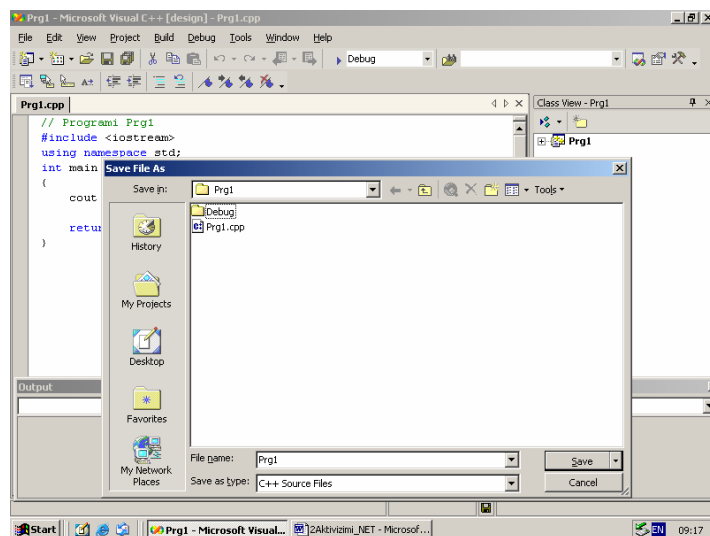 Prg1 - Microsoft Visual C++ [design] - Prg1.cpp
File Edit View Project Build Debug Tools Window Help
Debug
Prg1.cpp
Class View - Prg1
// Programi Prg1
#include <iostream>
using namespace std;
int main
{
cout
retur
}
Prg1
Save File As
Save in:
Prg1
Tools
History
My Projects
Desktop
Favorites
My Network
Places
Debug
Prg1.cpp
File name:
Prg1
Save
Save as type:
C++ Source Files
Cancel
Output
Start
Prg1 - Microsoft Visual...
2Aktivizimi_NET - Microsof...
EN
09:17